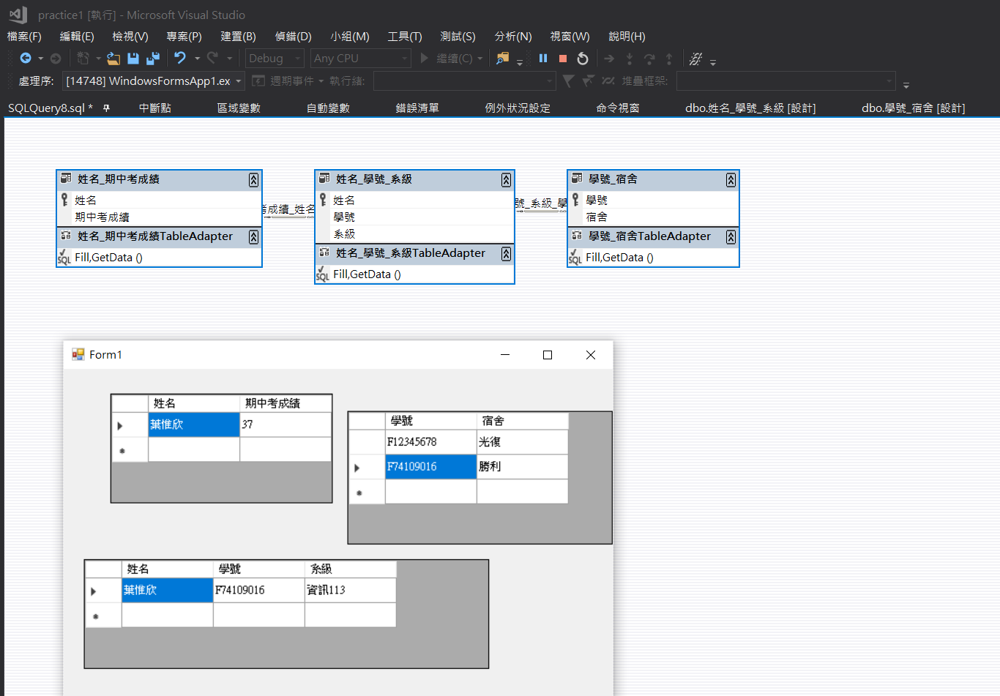 practice1 [執行] - Microsoft Visual Studio
檔案(F) 編輯(E) 檢視(V) 專案(P) 建置(B) 偵錯(D) 小組(M) 工具(T) 測試(S) 分析(N) 視窗(W) 說明(H)
Debug Any CPU 繼續(C)
處理序: [14748] WindowsFormsApp1.ex 週期事件 執行緒: 堆疊框架:
SQLQuery8.sql * 中斷點 區域變數 自動變數 錯誤清單 例外狀況設定 命令視窗 dbo.姓名_學號_系級 [設計] dbo.學號_宿舍 [設計]
姓名_期中考成績
姓名
期中考成績
姓名_期中考成績TableAdapter
SQL Fill,GetData ()
考成績_姓名
姓名_學號_系級
姓名
學號
系級
姓名_學號_系級TableAdapter
SQL Fill,GetData ()
號_系級_學
學號_宿舍
學號
宿舍
學號_宿舍TableAdapter
SQL Fill,GetData ()
Form1
姓名 期中考成績
葉惟欣 37
學號 宿舍
F12345678 光復
F74109016 勝利
姓名 學號 系級
葉惟欣 F74109016 資訊113